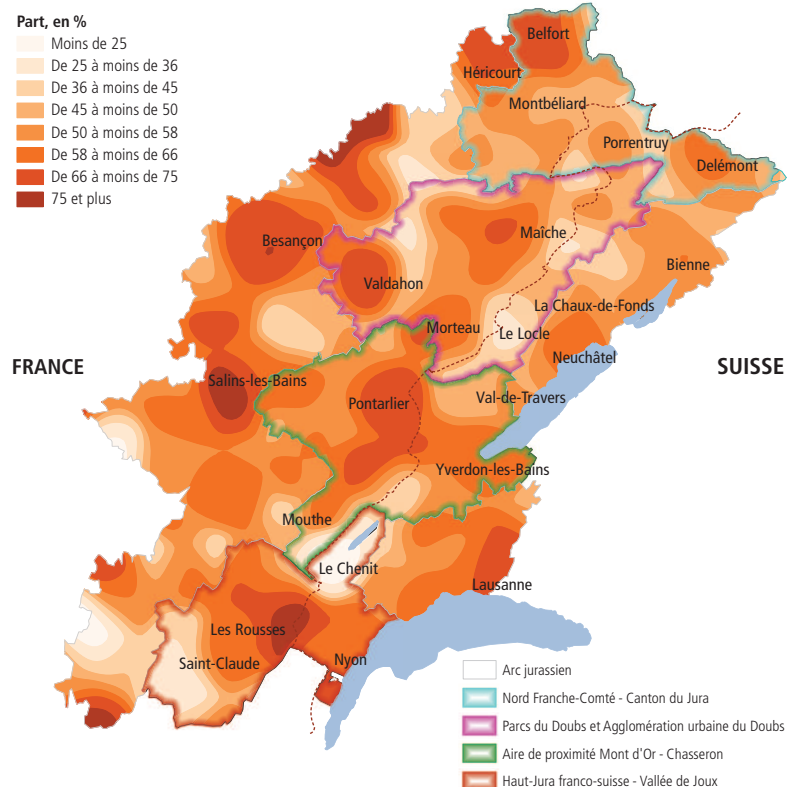 Part, en %
Moins de 25
De 25 à moins de 36
De 36 à moins de 45
De 45 à moins de 50
De 50 à moins de 58
De 58 à moins de 66
De 66 à moins de 75
75 et plus
Belfort
Héricourt
Montbéliard
Porrentruy
Delémont
Maîche
Besançon
Bienne
Valdahon
La Chaux-de-Fonds
Morteau
Le Locle
Neuchâtel
FRANCE
SUISSE
Salins-les-Bains
Val-de-Travers
Pontarlier
Yverdon-les-Bains
Mouthe
Le Chenit
Lausanne
Les Rousses
Saint-Claude
Nyon
Arc jurassien
Nord Franche-Comté - Canton du Jura
Parcs du Doubs et Agglomération urbaine du Doubs
Aire de proximité Mont d'Or - Chasseron
Haut-Jura franco-suisse - Vallée de Joux